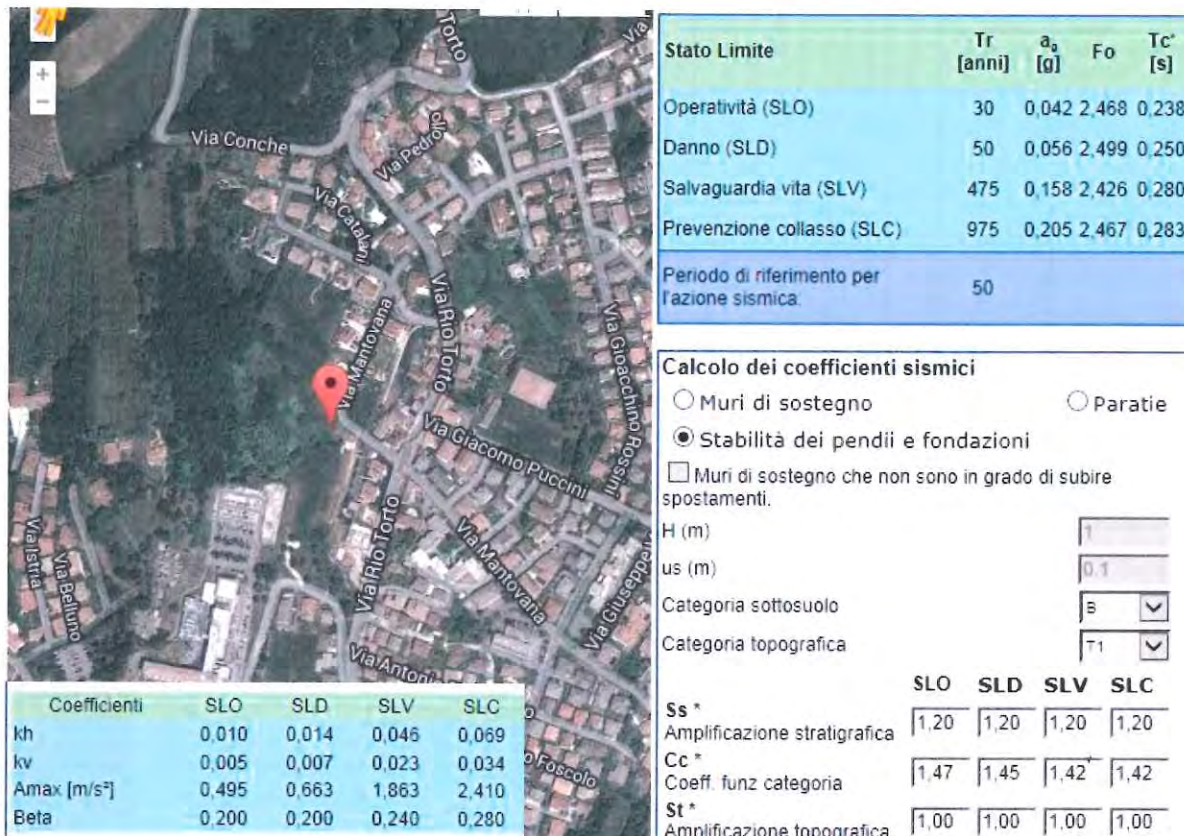 +
−
Torto
Via
Via Conche
Via Pedrollo
Via Catalani
Via Mantovana
Via Rio Torto
Via Gioacchino Rossini
Via Giacomo Puccini
Via Rio Torto
Via Mantovana
Via Istria
Via Belluno
Via Giuseppe
Via Antonio
o Foscolo
Coefficienti SLO SLD SLV SLC
kh 0,010 0,014 0,046 0,069
kv 0,005 0,007 0,023 0,034
Amax [m/s²] 0,495 0,663 1,863 2,410
Beta 0,200 0,200 0,240 0,280
Stato Limite Tr [anni] ag [g] Fo Tc* [s]
Operatività (SLO) 30 0,042 2,468 0,238
Danno (SLD) 50 0,056 2,499 0,250
Salvaguardia vita (SLV) 475 0,158 2,426 0,280
Prevenzione collasso (SLC) 975 0,205 2,467 0,283
Periodo di riferimento per
l'azione sismica: 50
Calcolo dei coefficienti sismici
Muri di sostegno Paratie
Stabilità dei pendii e fondazioni
Muri di sostegno che non sono in grado di subire
spostamenti.
H (m) 1
us (m) 0.1
Categoria sottosuolo B
Categoria topografica T1
SLO SLD SLV SLC
Ss *
Amplificazione stratigrafica 1,20 1,20 1,20 1,20
Cc *
Coeff. funz categoria 1,47 1,45 1,42 1,42
St *
Amplificazione topografica 1,00 1,00 1,00 1,00